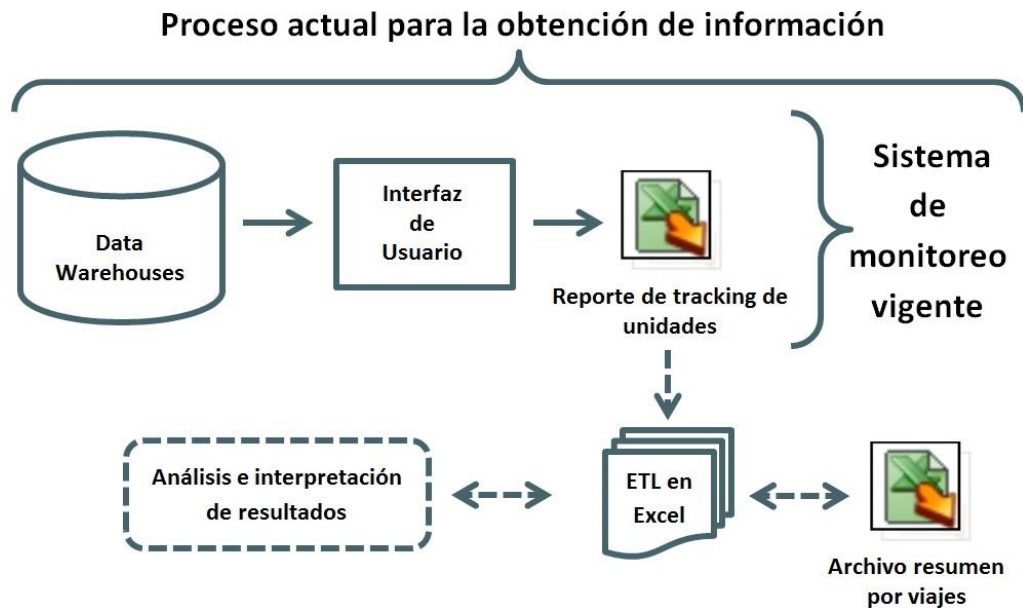 Proceso actual para la obtención de información
Data
Warehouses
Interfaz
de
Usuario
Reporte de tracking de
unidades
Sistema
de
monitoreo
vigente
Análisis e interpretación
de resultados
ETL en
Excel
Archivo resumen
por viajes